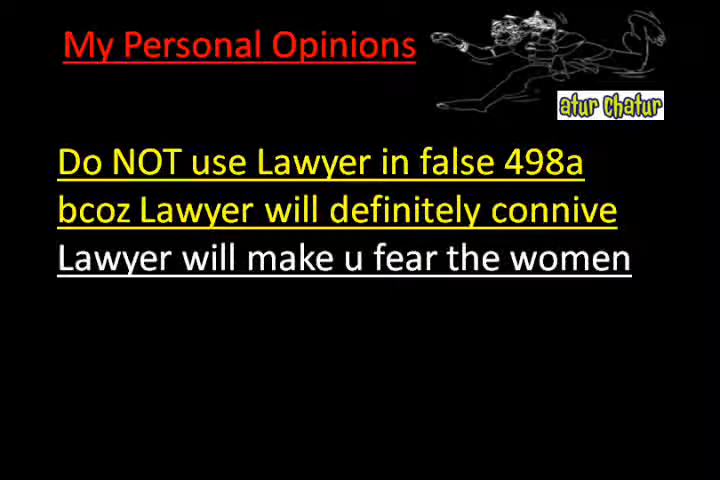 My Personal Opinions
atur chatur
Do NOT use Lawyer in false 498a
bcoz Lawyer will definitely connive
Lawyer will make u fear the women